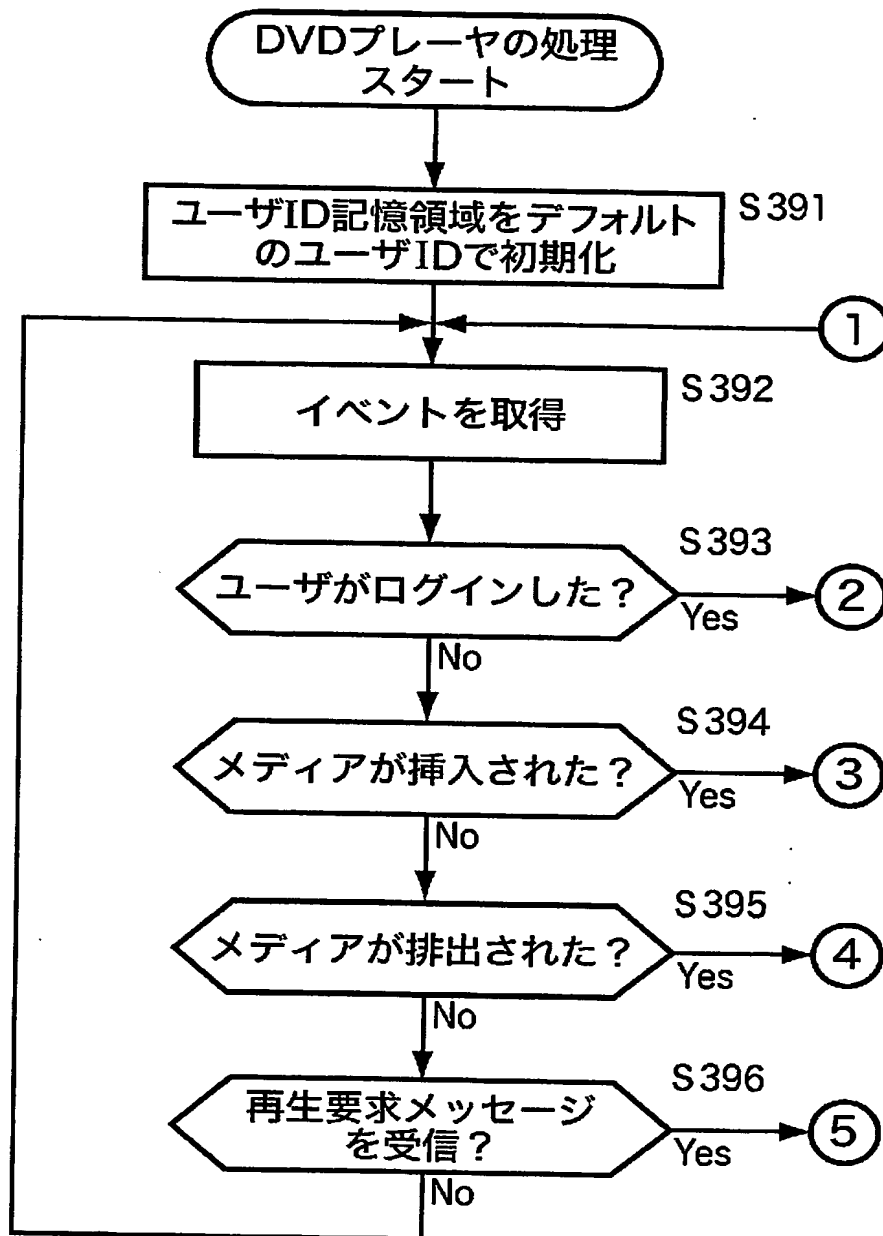 DVDプレーヤの処理
スタート
ユーザID記憶領域をデフォルト
のユーザIDで初期化
S391
1
イベントを取得
S392
ユーザがログインした？
S393
Yes
2
No
メディアが挿入された？
S394
Yes
3
No
メディアが排出された？
S395
Yes
4
No
再生要求メッセージ
を受信？
S396
Yes
5
No